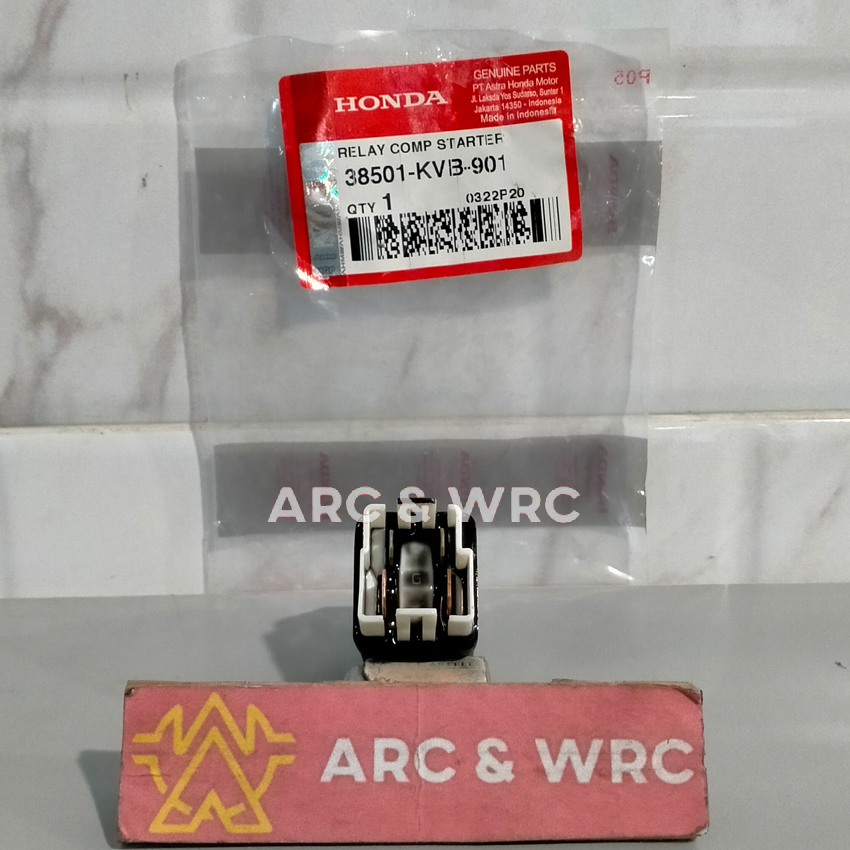 GENUINE PARTS
PT Astra Honda Motor
Jl. Laksda Yos Sudarso, Sunter 1
Jakarta 14350 - Indonesia
Made in Indonesia
HONDA
RELAY COMP STARTER
38501-KVB-901
QTY 1
0322P20
P05
ARC & WRC
G
ARC & WRC